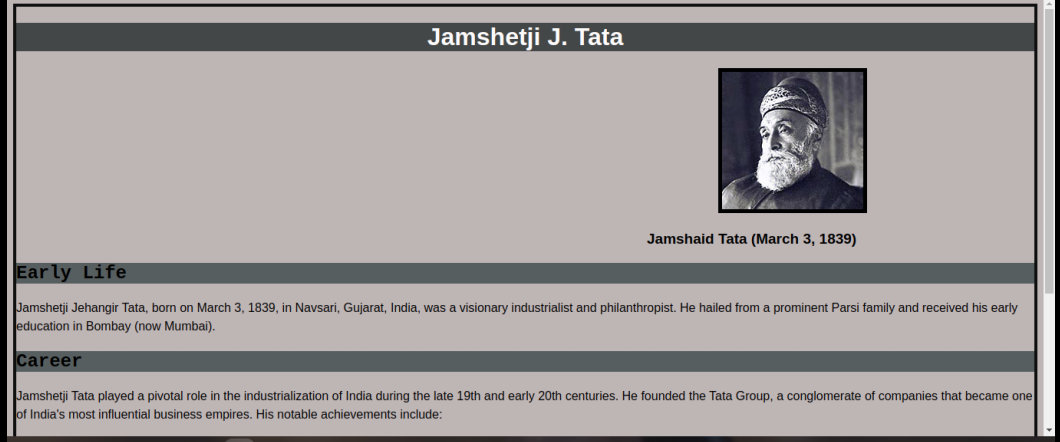 Jamshetji J. Tata
Jamshaid Tata (March 3, 1839)
Early Life
Jamshetji Jehangir Tata, born on March 3, 1839, in Navsari, Gujarat, India, was a visionary industrialist and philanthropist. He hailed from a prominent Parsi family and received his early
education in Bombay (now Mumbai).
Career
Jamshetji Tata played a pivotal role in the industrialization of India during the late 19th and early 20th centuries. He founded the Tata Group, a conglomerate of companies that became one
of India's most influential business empires. His notable achievements include: